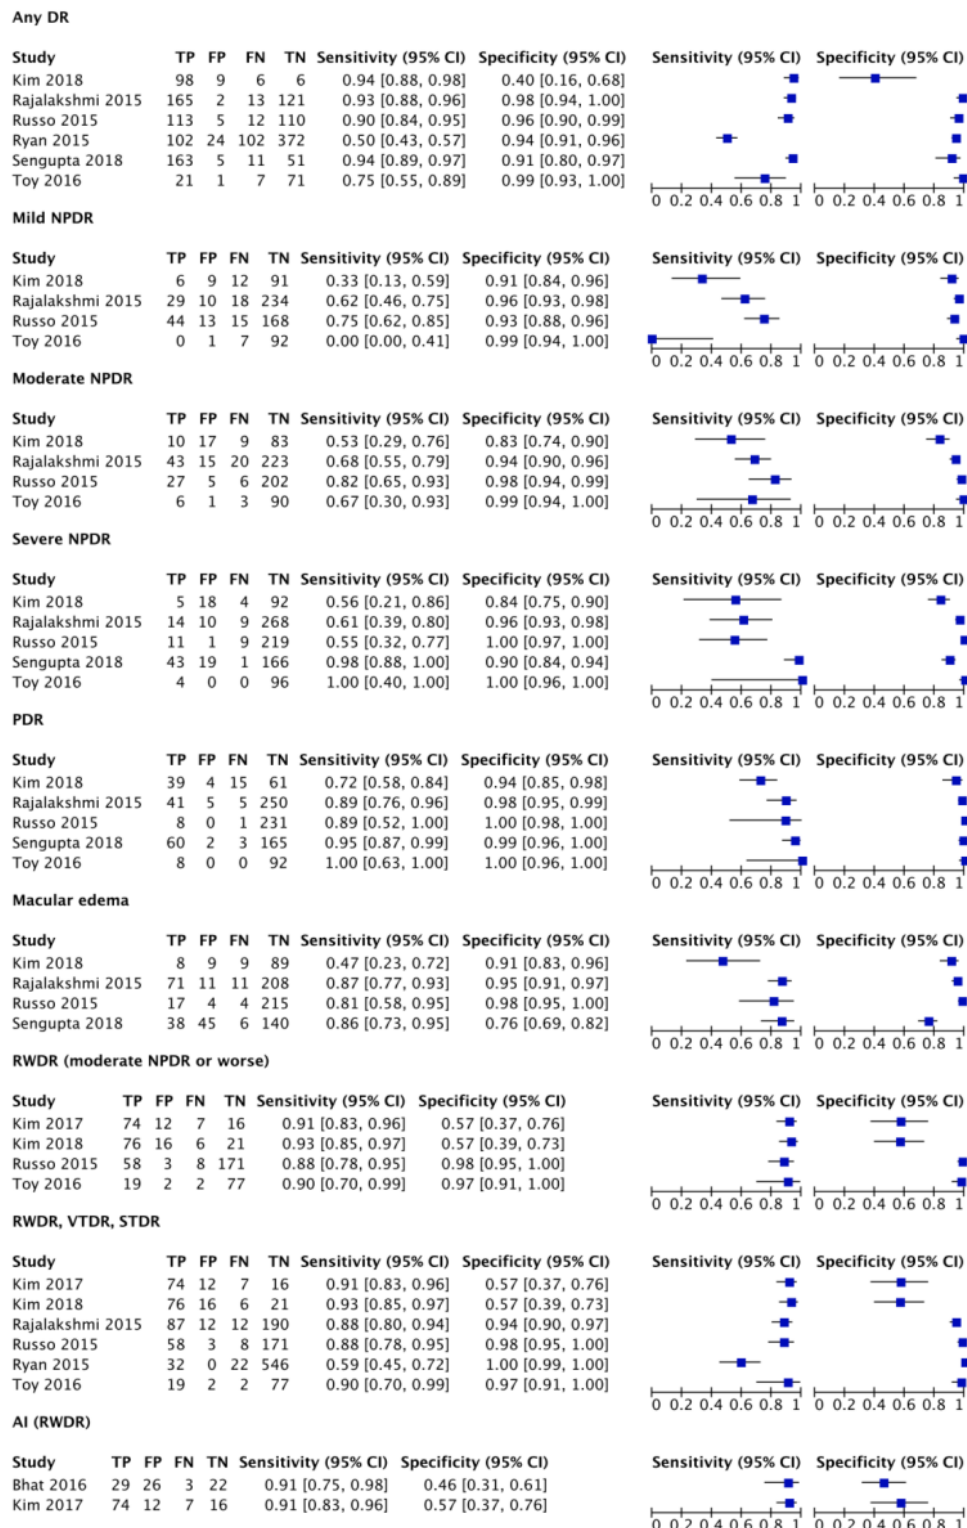 Any DR
Study TP FP FN TN Sensitivity (95% CI) Specificity (95% CI) Sensitivity (95% CI) Specificity (95% CI)
Kim 2018 98 9 6 6 0.94 [0.88, 0.98] 0.40 [0.16, 0.68]
Rajalakshmi 2015 165 2 13 121 0.93 [0.88, 0.96] 0.98 [0.94, 1.00]
Russo 2015 113 5 12 110 0.90 [0.84, 0.95] 0.96 [0.90, 0.99]
Ryan 2015 102 24 102 372 0.50 [0.43, 0.57] 0.94 [0.91, 0.96]
Sengupta 2018 163 5 11 51 0.94 [0.89, 0.97] 0.91 [0.80, 0.97]
Toy 2016 21 1 7 71 0.75 [0.55, 0.89] 0.99 [0.93, 1.00]
0 0.2 0.4 0.6 0.8 1 0 0.2 0.4 0.6 0.8 1
Mild NPDR
Study TP FP FN TN Sensitivity (95% CI) Specificity (95% CI) Sensitivity (95% CI) Specificity (95% CI)
Kim 2018 6 9 12 91 0.33 [0.13, 0.59] 0.91 [0.84, 0.96]
Rajalakshmi 2015 29 10 18 234 0.62 [0.46, 0.75] 0.96 [0.93, 0.98]
Russo 2015 44 13 15 168 0.75 [0.62, 0.85] 0.93 [0.88, 0.96]
Toy 2016 0 1 7 92 0.00 [0.00, 0.41] 0.99 [0.94, 1.00]
0 0.2 0.4 0.6 0.8 1 0 0.2 0.4 0.6 0.8 1
Moderate NPDR
Study TP FP FN TN Sensitivity (95% CI) Specificity (95% CI) Sensitivity (95% CI) Specificity (95% CI)
Kim 2018 10 17 9 83 0.53 [0.29, 0.76] 0.83 [0.74, 0.90]
Rajalakshmi 2015 43 15 20 223 0.68 [0.55, 0.79] 0.94 [0.90, 0.96]
Russo 2015 27 5 6 202 0.82 [0.65, 0.93] 0.98 [0.94, 0.99]
Toy 2016 6 1 3 90 0.67 [0.30, 0.93] 0.99 [0.94, 1.00]
0 0.2 0.4 0.6 0.8 1 0 0.2 0.4 0.6 0.8 1
Severe NPDR
Study TP FP FN TN Sensitivity (95% CI) Specificity (95% CI) Sensitivity (95% CI) Specificity (95% CI)
Kim 2018 5 18 4 92 0.56 [0.21, 0.86] 0.84 [0.75, 0.90]
Rajalakshmi 2015 14 10 9 268 0.61 [0.39, 0.80] 0.96 [0.93, 0.98]
Russo 2015 11 1 9 219 0.55 [0.32, 0.77] 1.00 [0.97, 1.00]
Sengupta 2018 43 19 1 166 0.98 [0.88, 1.00] 0.90 [0.84, 0.94]
Toy 2016 4 0 0 96 1.00 [0.40, 1.00] 1.00 [0.96, 1.00]
0 0.2 0.4 0.6 0.8 1 0 0.2 0.4 0.6 0.8 1
PDR
Study TP FP FN TN Sensitivity (95% CI) Specificity (95% CI) Sensitivity (95% CI) Specificity (95% CI)
Kim 2018 39 4 15 61 0.72 [0.58, 0.84] 0.94 [0.85, 0.98]
Rajalakshmi 2015 41 5 5 250 0.89 [0.76, 0.96] 0.98 [0.95, 0.99]
Russo 2015 8 0 1 231 0.89 [0.52, 1.00] 1.00 [0.98, 1.00]
Sengupta 2018 60 2 3 165 0.95 [0.87, 0.99] 0.99 [0.96, 1.00]
Toy 2016 8 0 0 92 1.00 [0.63, 1.00] 1.00 [0.96, 1.00]
0 0.2 0.4 0.6 0.8 1 0 0.2 0.4 0.6 0.8 1
Macular edema
Study TP FP FN TN Sensitivity (95% CI) Specificity (95% CI) Sensitivity (95% CI) Specificity (95% CI)
Kim 2018 8 9 9 89 0.47 [0.23, 0.72] 0.91 [0.83, 0.96]
Rajalakshmi 2015 71 11 11 208 0.87 [0.77, 0.93] 0.95 [0.91, 0.97]
Russo 2015 17 4 4 215 0.81 [0.58, 0.95] 0.98 [0.95, 1.00]
Sengupta 2018 38 45 6 140 0.86 [0.73, 0.95] 0.76 [0.69, 0.82]
0 0.2 0.4 0.6 0.8 1 0 0.2 0.4 0.6 0.8 1
RWDR (moderate NPDR or worse)
Study TP FP FN TN Sensitivity (95% CI) Specificity (95% CI) Sensitivity (95% CI) Specificity (95% CI)
Kim 2017 74 12 7 16 0.91 [0.83, 0.96] 0.57 [0.37, 0.76]
Kim 2018 76 16 6 21 0.93 [0.85, 0.97] 0.57 [0.39, 0.73]
Russo 2015 58 3 8 171 0.88 [0.78, 0.95] 0.98 [0.95, 1.00]
Toy 2016 19 2 2 77 0.90 [0.70, 0.99] 0.97 [0.91, 1.00]
0 0.2 0.4 0.6 0.8 1 0 0.2 0.4 0.6 0.8 1
RWDR, VTDR, STDR
Study TP FP FN TN Sensitivity (95% CI) Specificity (95% CI) Sensitivity (95% CI) Specificity (95% CI)
Kim 2017 74 12 7 16 0.91 [0.83, 0.96] 0.57 [0.37, 0.76]
Kim 2018 76 16 6 21 0.93 [0.85, 0.97] 0.57 [0.39, 0.73]
Rajalakshmi 2015 87 12 12 190 0.88 [0.80, 0.94] 0.94 [0.90, 0.97]
Russo 2015 58 3 8 171 0.88 [0.78, 0.95] 0.98 [0.95, 1.00]
Ryan 2015 32 0 22 546 0.59 [0.45, 0.72] 1.00 [0.99, 1.00]
Toy 2016 19 2 2 77 0.90 [0.70, 0.99] 0.97 [0.91, 1.00]
0 0.2 0.4 0.6 0.8 1 0 0.2 0.4 0.6 0.8 1
AI (RWDR)
Study TP FP FN TN Sensitivity (95% CI) Specificity (95% CI) Sensitivity (95% CI) Specificity (95% CI)
Bhat 2016 29 26 3 22 0.91 [0.75, 0.98] 0.46 [0.31, 0.61]
Kim 2017 74 12 7 16 0.91 [0.83, 0.96] 0.57 [0.37, 0.76]
0 0.2 0.4 0.6 0.8 1 0 0.2 0.4 0.6 0.8 1